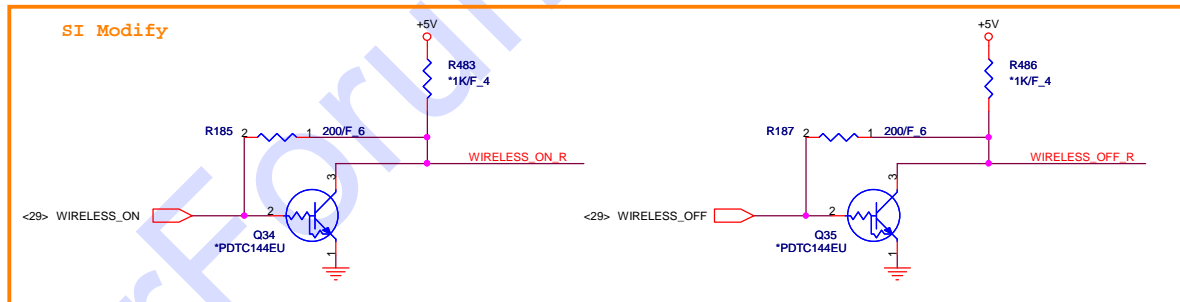 SI Modify
+5V
R483
*1K/F_4
R185
2
1
200/F_6
WIRELESS_ON_R
3
<29> WIRELESS_ON
2
Q34
*PDTC144EU
1
+5V
R486
*1K/F_4
R187
2
1
200/F_6
WIRELESS_OFF_R
3
<29> WIRELESS_OFF
2
Q35
*PDTC144EU
1
rForu